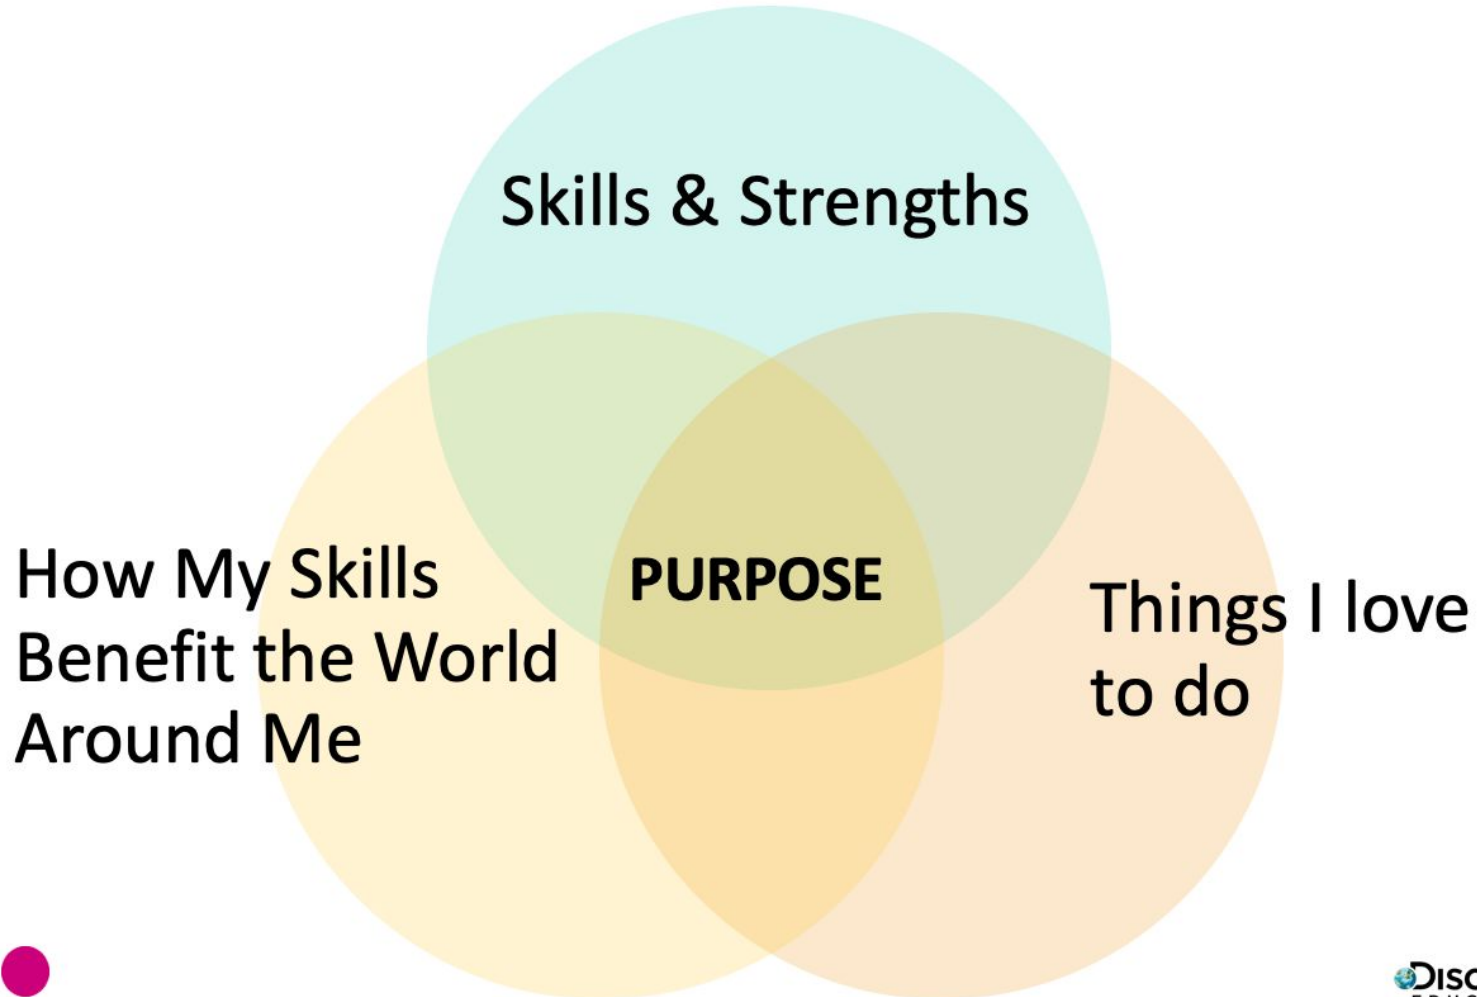 Skills & Strengths
How My Skills
Benefit the World
Around Me
PURPOSE
Things I love
to do